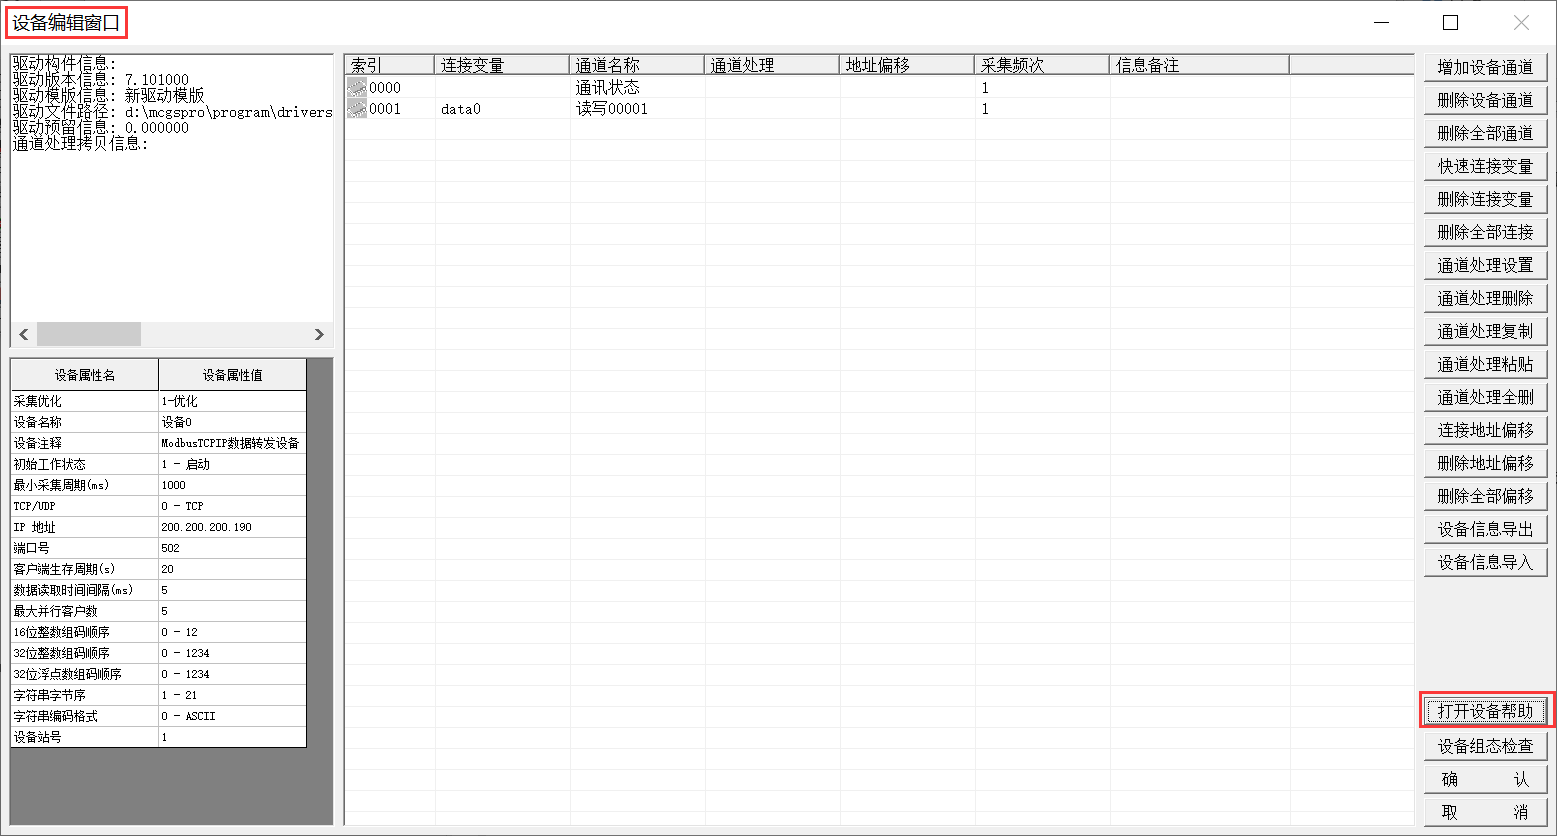 设备编辑窗口
驱动构件信息:
驱动版本信息: 7.101000
驱动模版信息: 新驱动模版
驱动文件路径: d:\mcgspro\program\drivers
驱动预留信息: 0.000000
通道处理拷贝信息:
设备属性名 设备属性值
采集优化 1-优化
设备名称 设备0
设备注释 ModbusTCPIP数据转发设备
初始工作状态 1 - 启动
最小采集周期(ms) 1000
TCP/UDP 0 - TCP
IP 地址 200.200.200.190
端口号 502
客户端生存周期(s) 20
数据读取时间间隔(ms) 5
最大并行客户数 5
16位整数组码顺序 0 - 12
32位整数组码顺序 0 - 1234
32位浮点数组码顺序 0 - 1234
字符串字节序 1 - 21
字符串编码格式 0 - ASCII
设备站号 1
索引 连接变量 通道名称 通道处理 地址偏移 采集频次 信息备注
0000 通讯状态 1
0001 data0 读写00001 1
增加设备通道
删除设备通道
删除全部通道
快速连接变量
删除连接变量
删除全部连接
通道处理设置
通道处理删除
通道处理复制
通道处理粘贴
通道处理全删
连接地址偏移
删除地址偏移
删除全部偏移
设备信息导出
设备信息导入
打开设备帮助
设备组态检查
确 认
取 消